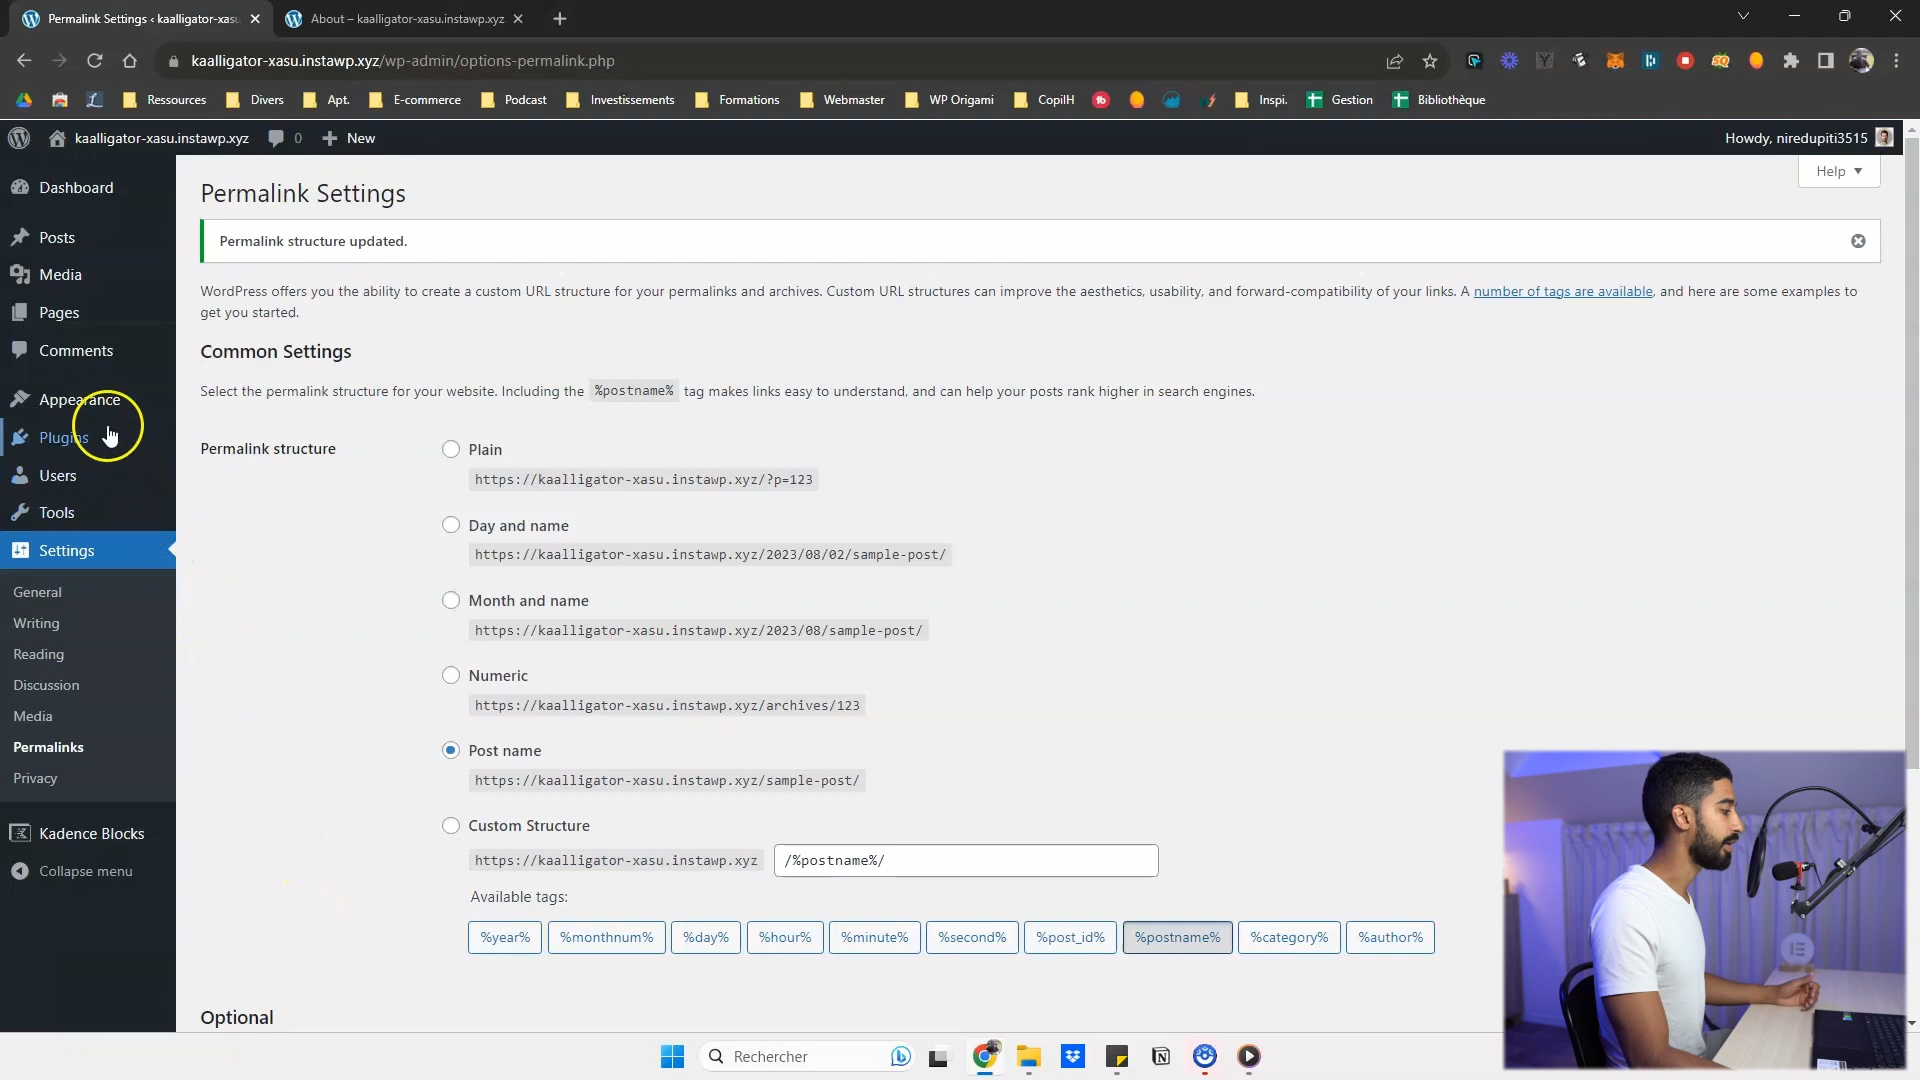 Permalink Settings ‹ kaalligator-xasu
About – kaalligator-xasu.instawp.xyz
kaalligator-xasu.instawp.xyz/wp-admin/options-permalink.php
Ressources
Divers
Apt.
E-commerce
Podcast
Investissements
Formations
Webmaster
WP Origami
CopilH
Inspi.
Gestion
Bibliothèque
kaalligator-xasu.instawp.xyz
0
New
Howdy, niredupiti3515
Dashboard
Posts
Media
Pages
Comments
Appearance
Plugins
Users
Tools
Settings
General
Writing
Reading
Discussion
Media
Permalinks
Privacy
Kadence Blocks
Collapse menu
Help
Permalink Settings
Permalink structure updated.
WordPress offers you the ability to create a custom URL structure for your permalinks and archives. Custom URL structures can improve the aesthetics, usability, and forward-compatibility of your links. A number of tags are available, and here are some examples to
get you started.
Common Settings
Select the permalink structure for your website. Including the %postname% tag makes links easy to understand, and can help your posts rank higher in search engines.
Permalink structure
Plain
https://kaalligator-xasu.instawp.xyz/?p=123
Day and name
https://kaalligator-xasu.instawp.xyz/2023/08/02/sample-post/
Month and name
https://kaalligator-xasu.instawp.xyz/2023/08/sample-post/
Numeric
https://kaalligator-xasu.instawp.xyz/archives/123
Post name
https://kaalligator-xasu.instawp.xyz/sample-post/
Custom Structure
https://kaalligator-xasu.instawp.xyz /%postname%/
Available tags:
%year% %monthnum% %day% %hour% %minute% %second% %post_id% %postname% %category% %author%
Optional
Rechercher